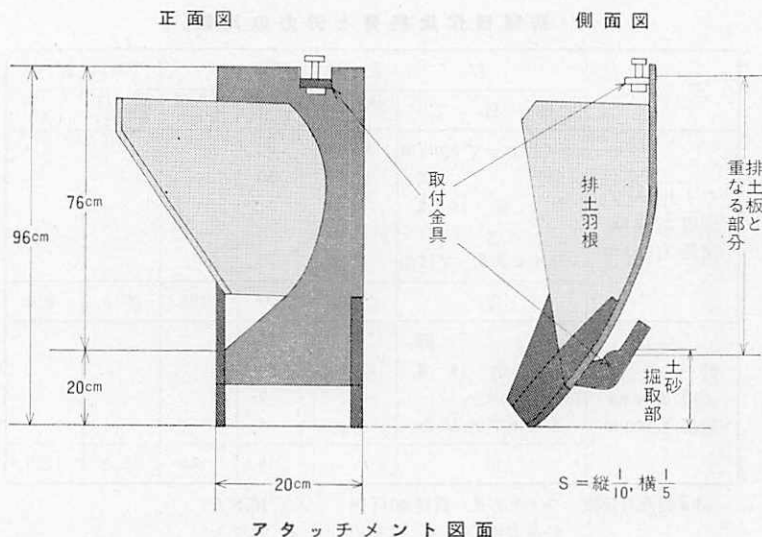 正面図
側面図
96cm
76cm
20cm
20cm
取付金具
排土羽根
排土板と
重なる部分
土砂
掘取部
S=縦1/10, 横1/5
アタッチメント図面